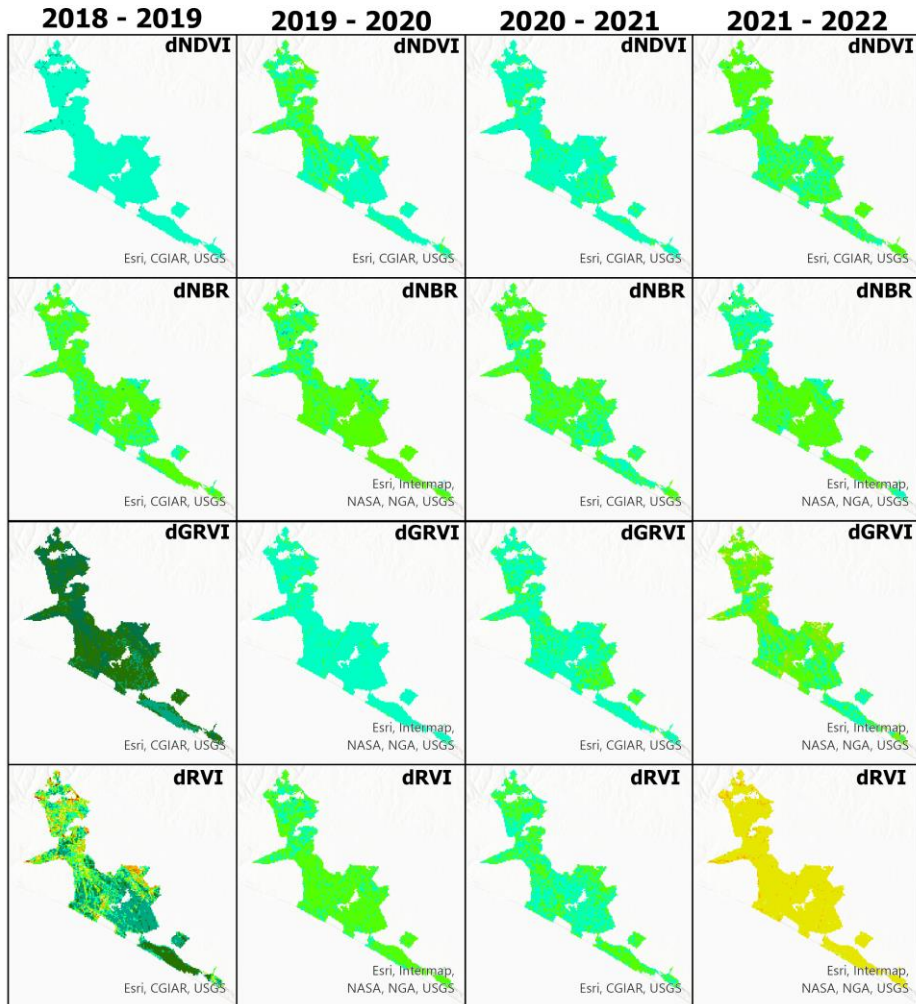 2018 - 2019
2019 - 2020
2020 - 2021
2021 - 2022
dNDVI
Esri, CGIAR, USGS
dNDVI
Esri, CGIAR, USGS
dNDVI
Esri, CGIAR, USGS
dNDVI
Esri, CGIAR, USGS
dNBR
Esri, CGIAR, USGS
dNBR
Esri, Intermap,
NASA, NGA, USGS
dNBR
Esri, CGIAR, USGS
dNBR
Esri, Intermap,
NASA, NGA, USGS
dGRVI
Esri, CGIAR, USGS
dGRVI
Esri, Intermap,
NASA, NGA, USGS
dGRVI
Esri, CGIAR, USGS
dGRVI
Esri, Intermap,
NASA, NGA, USGS
dRVI
Esri, CGIAR, USGS
dRVI
Esri, Intermap,
NASA, NGA, USGS
dRVI
Esri, CGIAR, USGS
dRVI
Esri, Intermap,
NASA, NGA, USGS